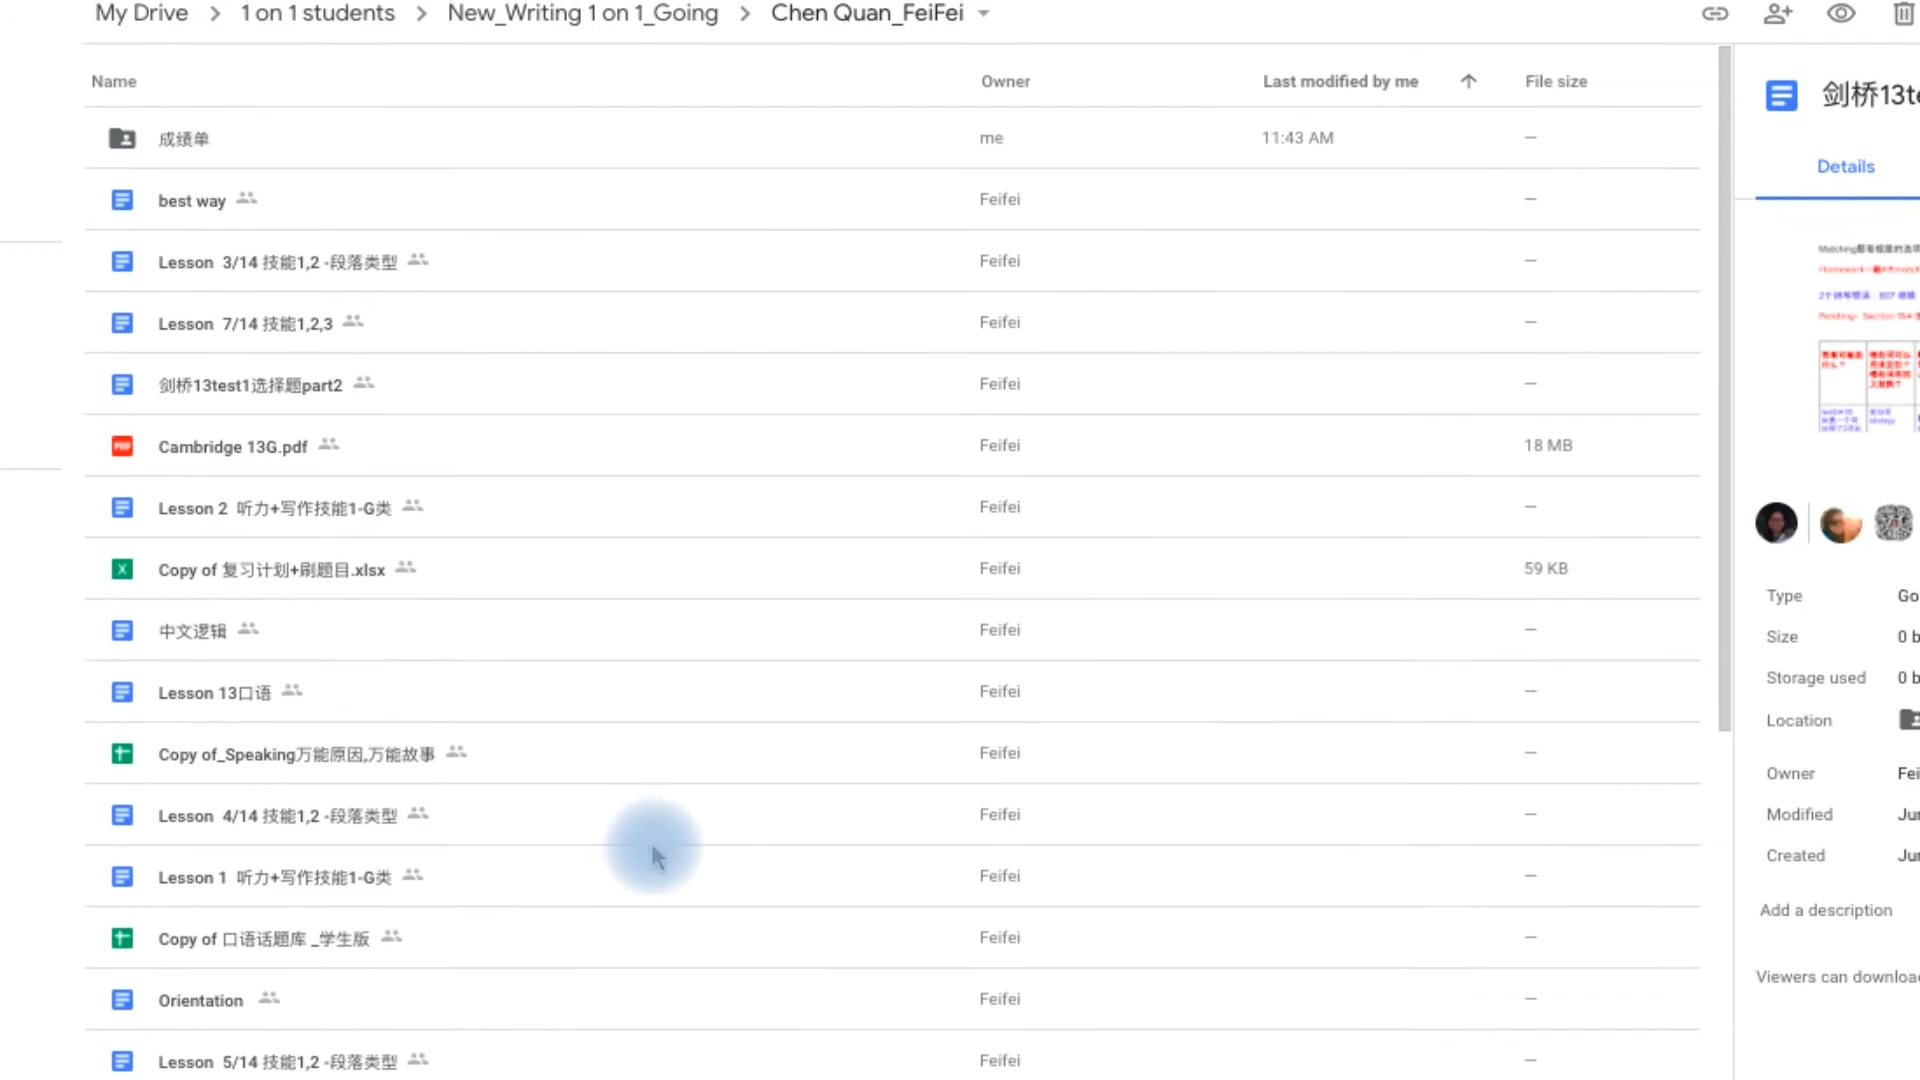 My Drive > 1 on 1 students > New_Writing 1 on 1_Going > Chen Quan_FeiFei
Name Owner Last modified by me File size
成绩单 me 11:43 AM —
best way Feifei —
Lesson 3/14 技能1,2 -段落类型 Feifei —
Lesson 7/14 技能1,2,3 Feifei —
剑桥13test1选择题part2 Feifei —
Cambridge 13G.pdf Feifei 18 MB
Lesson 2 听力+写作技能1-G类 Feifei —
Copy of 复习计划+刷题目.xlsx Feifei 59 KB
中文逻辑 Feifei —
Lesson 13口语 Feifei —
Copy of_Speaking万能原因,万能故事 Feifei —
Lesson 4/14 技能1,2 -段落类型 Feifei —
Lesson 1 听力+写作技能1-G类 Feifei —
Copy of 口语话题库 _学生版 Feifei —
Orientation Feifei —
Lesson 5/14 技能1,2 -段落类型 Feifei —
剑桥13te
Details
Type Go
Size 0 b
Storage used 0 b
Location
Owner Fei
Modified Jun
Created Jun
Add a description
Viewers can download